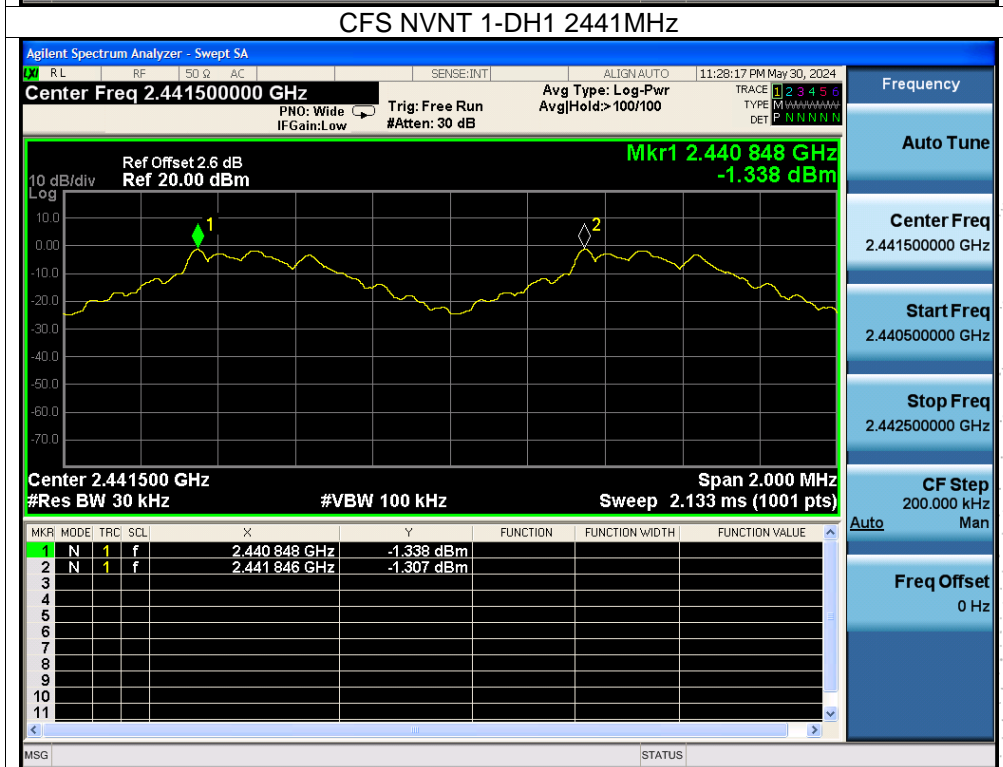 CFS NVNT 1-DH1 2441MHz
Agilent Spectrum Analyzer - Swept SA
LXI RL RF 50 Ω AC SENSE:INT ALIGN AUTO 11:28:17 PM May 30, 2024
Center Freq 2.441500000 GHz
PNO: Wide
IFGain:Low
Trig: Free Run
#Atten: 30 dB
Avg Type: Log-Pwr
Avg|Hold:>100/100
TRACE 1 2 3 4 5 6
TYPE MWWWWW
DET P N N N N N
Ref Offset 2.6 dB
Ref 20.00 dBm
10 dB/div
Log
Mkr1 2.440 848 GHz
-1.338 dBm
10.0
0.00
-10.0
-20.0
-30.0
-40.0
-50.0
-60.0
-70.0
1
2
Center 2.441500 GHz
Span 2.000 MHz
#Res BW 30 kHz
#VBW 100 kHz
Sweep 2.133 ms (1001 pts)
MKR MODE TRC SCL X Y FUNCTION FUNCTION WIDTH FUNCTION VALUE
1 N 1 f 2.440 848 GHz -1.338 dBm
2 N 1 f 2.441 846 GHz -1.307 dBm
3
4
5
6
7
8
9
10
11
MSG
STATUS
Frequency
Auto Tune
Center Freq
2.441500000 GHz
Start Freq
2.440500000 GHz
Stop Freq
2.442500000 GHz
CF Step
200.000 kHz
Auto Man
Freq Offset
0 Hz